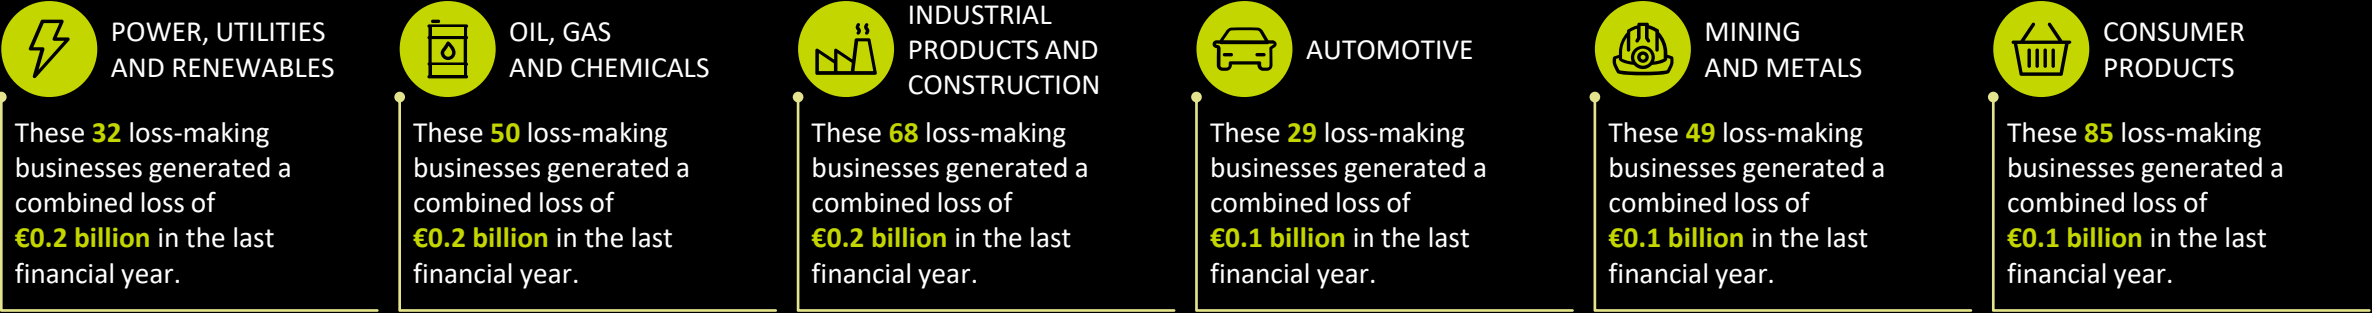 POWER, UTILITIES
AND RENEWABLES
These 32 loss-making
businesses generated a
combined loss of
€0.2 billion in the last
financial year.
OIL, GAS
AND CHEMICALS
These 50 loss-making
businesses generated a
combined loss of
€0.2 billion in the last
financial year.
INDUSTRIAL
PRODUCTS AND
CONSTRUCTION
These 68 loss-making
businesses generated a
combined loss of
€0.2 billion in the last
financial year.
AUTOMOTIVE
These 29 loss-making
businesses generated a
combined loss of
€0.1 billion in the last
financial year.
MINING
AND METALS
These 49 loss-making
businesses generated a
combined loss of
€0.1 billion in the last
financial year.
CONSUMER
PRODUCTS
These 85 loss-making
businesses generated a
combined loss of
€0.1 billion in the last
financial year.